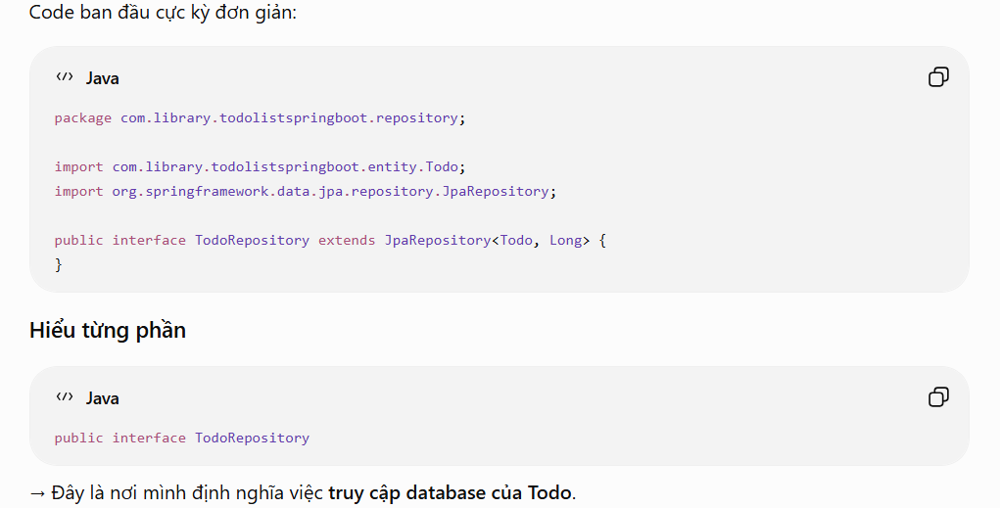 Code ban đầu cực kỳ đơn giản:
</> Java
package com.library.todolistspringboot.repository;
import com.library.todolistspringboot.entity.Todo;
import org.springframework.data.jpa.repository.JpaRepository;
public interface TodoRepository extends JpaRepository<Todo, Long> {
}
Hiểu từng phần
</> Java
public interface TodoRepository
→ Đây là nơi mình định nghĩa việc truy cập database của Todo.